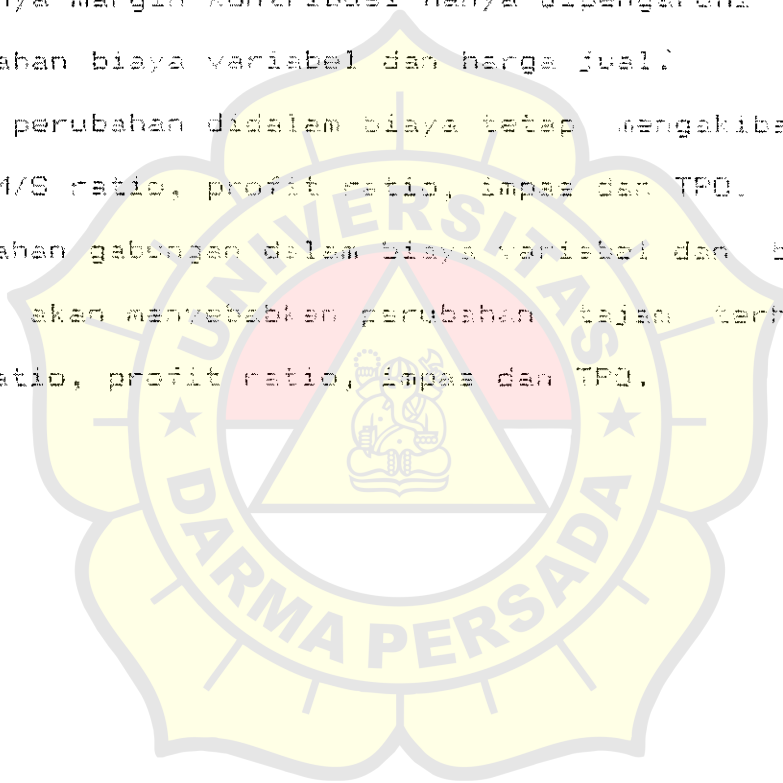 nya margin kontribusi hanya dipengaruhi
ahan biaya variabel dan harga jual.
perubahan didalam biaya tetap mengakiba
M/S ratio, profit ratio, impas dan TPO.
ahan gabungan dalam biaya variabel dan b
akan menyebabkan perubahan tajam terh
atio, profit ratio, impas dan TPO.
UNIVERSITAS
DARMA PERSADA